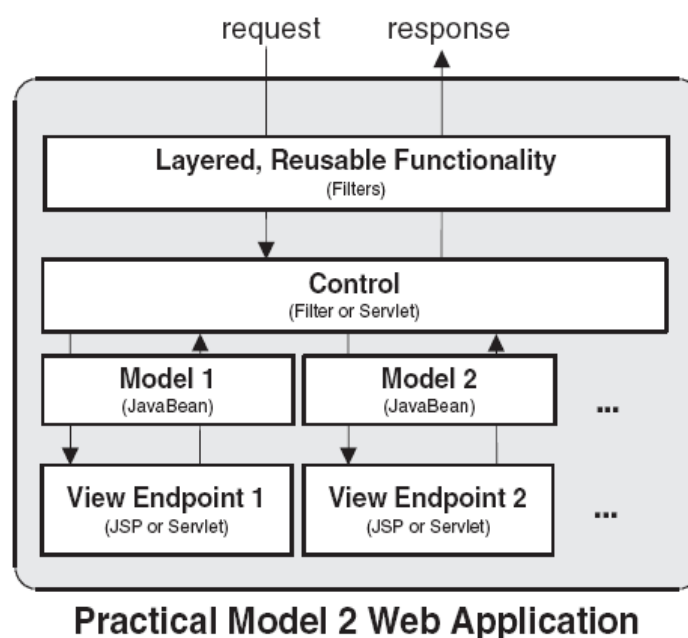 request response
Layered, Reusable Functionality
(Filters)
Control
(Filter or Servlet)
Model 1 Model 2
(JavaBean) (JavaBean) ...
View Endpoint 1 View Endpoint 2
(JSP or Servlet) (JSP or Servlet) ...
Practical Model 2 Web Application